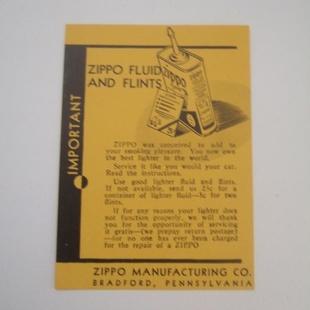 IMPORTANT
ZIPPO FLUID
AND FLINTS
ZIPPO
ZIPPO was conceived to add to
your smoking pleasure. You now own
the best lighter in the world.
Service it like you would your car.
Read the instructions.
Use good lighter fluid and flints.
If not available, send us 25c for a
container of lighter fluid—5c for two
flints.
If for any reasons your lighter does
not function properly, we will thank
you for the opportunity of servicing
it gratis—(we prepay return postage)
—for no one has ever been charged
for the repair of a ZIPPO
ZIPPO MANUFACTURING CO.
BRADFORD, PENNSYLVANIA